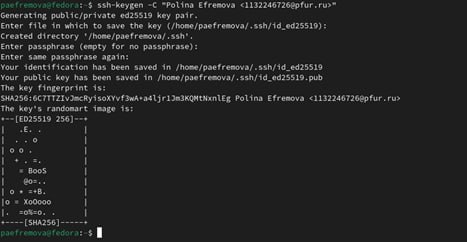 paefremova@fedora:~$ ssh-keygen -C "Polina Efremova <1132246726@pfur.ru>"
Generating public/private ed25519 key pair.
Enter file in which to save the key (/home/paefremova/.ssh/id_ed25519):
Created directory '/home/paefremova/.ssh'.
Enter passphrase (empty for no passphrase):
Enter same passphrase again:
Your identification has been saved in /home/paefremova/.ssh/id_ed25519
Your public key has been saved in /home/paefremova/.ssh/id_ed25519.pub
The key fingerprint is:
SHA256:6C7TTZIvJmcRyisoXYvf3wA+a4ljr1Jm3KQMtNxnlEg Polina Efremova <1132246726@pfur.ru>
The key's randomart image is:
+--[ED25519 256]--+
|   .E. .         |
|  . . o          |
| o o .           |
|  + . =.         |
|   = BooS        |
|    @o=..        |
| o + =+B.        |
|o = XoOooo       |
|.  =o%=o. .      |
+----[SHA256]-----+
paefremova@fedora:~$